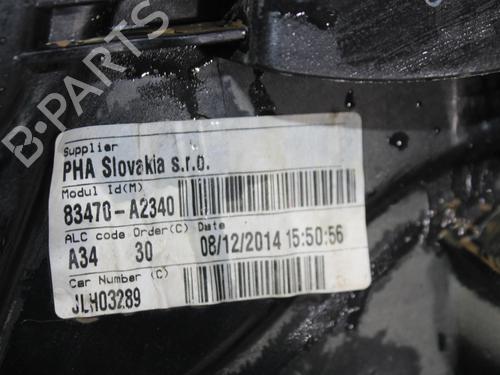 B-PARTS
Supplier
PHA Slovakia s.r.o.
Modul Id(M)
83470-A2340
ALC code Order(C) Date
A34 30 08/12/2014 15:50:56
Car Number (C)
JLH03289